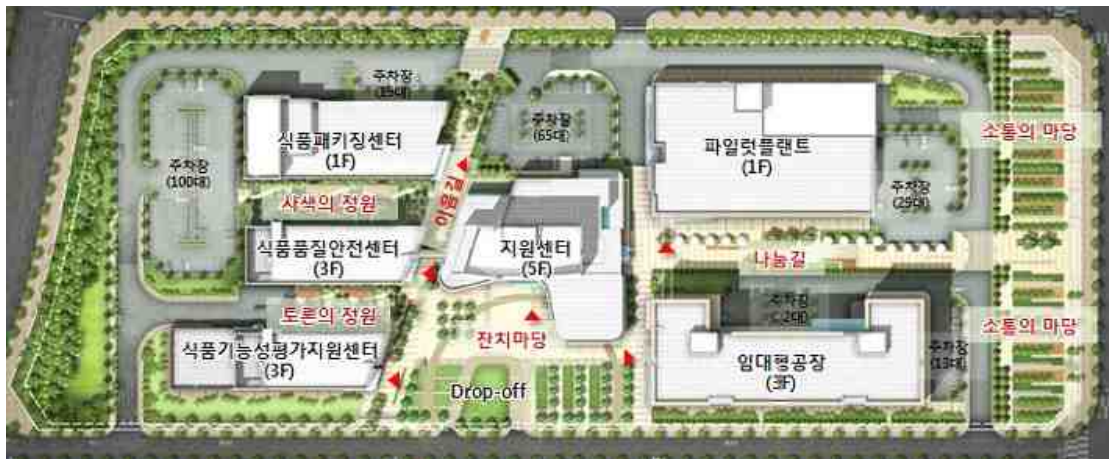 주차장
(15대)
식품패키징센터
(1F)
주차장
(65대)
파일럿플랜트
(1F)
소통의 마당
주차장
(100대)
사색의 정원
이음길
주차장
(29대)
식품품질안전센터
(3F)
지원센터
(5F)
나눔길
토론의 정원
잔치마당
주차장
소통의 마당
식품기능성평가지원센터
(3F)
임대형공장
(3F)
주차장
(13대)
Drop-off